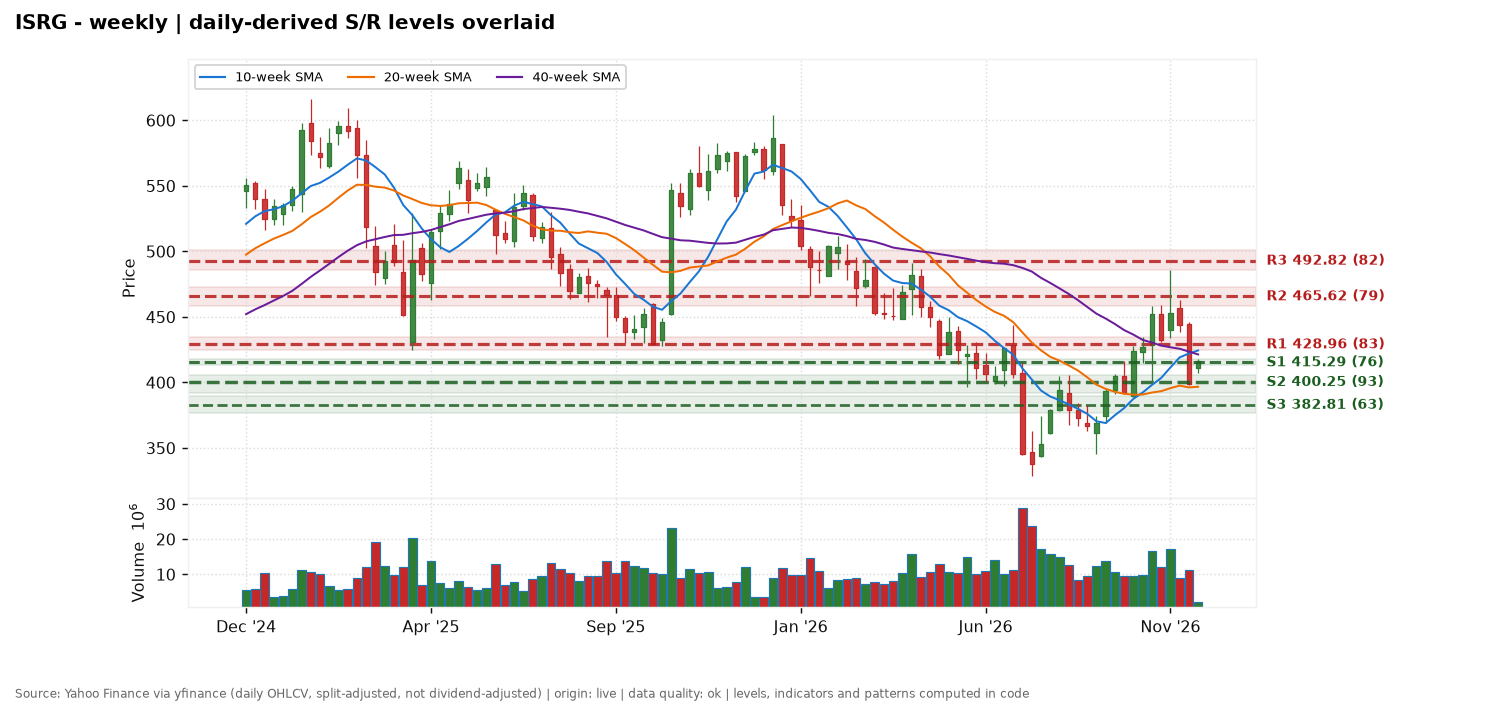 ISRG - weekly | daily-derived S/R levels overlaid
10-week SMA 20-week SMA 40-week SMA
Price
600
550
500
450
400
350
R3 492.82 (82)
R2 465.62 (79)
R1 428.96 (83)
S1 415.29 (76)
S2 400.25 (93)
S3 382.81 (63)
Volume 10⁶
30
20
10
Dec '24 Apr '25 Sep '25 Jan '26 Jun '26 Nov '26
Source: Yahoo Finance via yfinance (daily OHLCV, split-adjusted, not dividend-adjusted) | origin: live | data quality: ok | levels, indicators and patterns computed in code